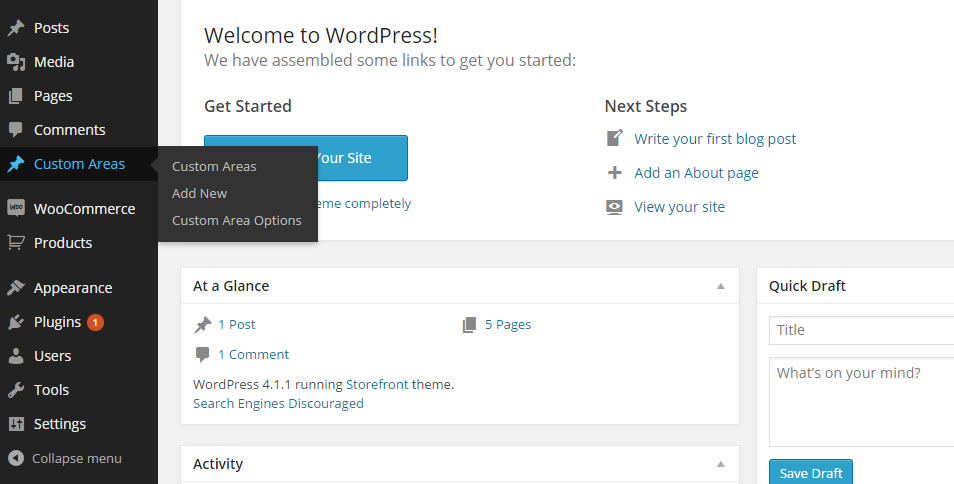 Posts
Media
Pages
Comments
Custom Areas
WooCommerce
Products
Appearance
Plugins 1
Users
Tools
Settings
Collapse menu
Custom Areas
Add New
Custom Area Options
Welcome to WordPress!
We have assembled some links to get you started:
Get Started
Your Site
eme completely
Next Steps
Write your first blog post
Add an About page
View your site
At a Glance
1 Post
5 Pages
1 Comment
WordPress 4.1.1 running Storefront theme.
Search Engines Discouraged
Activity
Quick Draft
Title
What's on your mind?
Save Draft